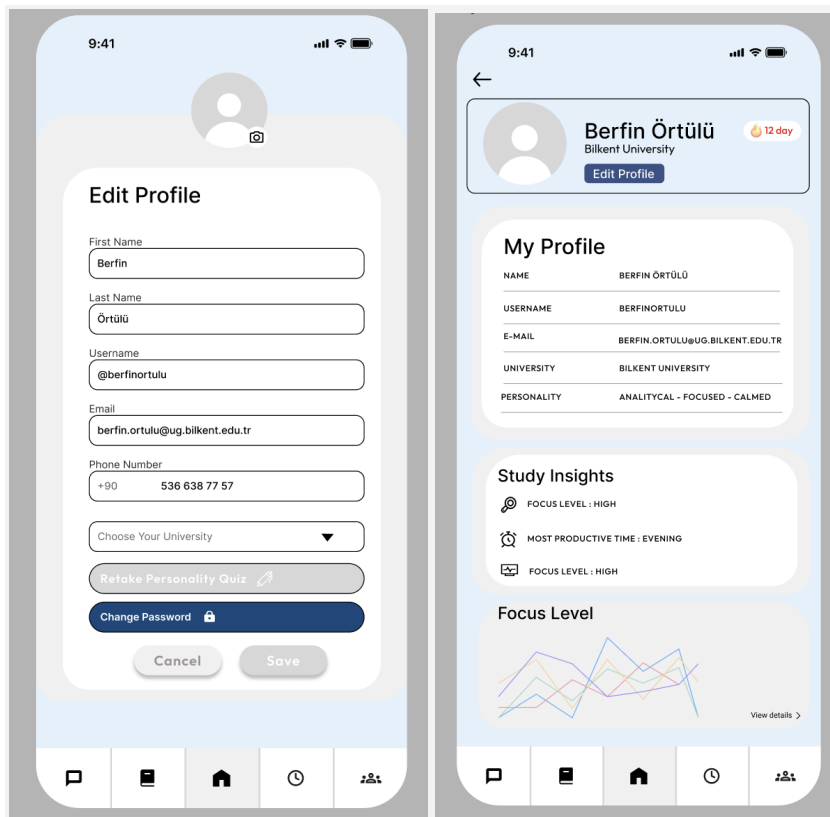 9:41
Edit Profile
First Name
Berfin
Last Name
Örtülü
Username
@berfinortulu
Email
berfin.ortulu@ug.bilkent.edu.tr
Phone Number
+90 536 638 77 57
Choose Your University
Retake Personality Quiz
Change Password
Cancel Save
9:41
Berfin Örtülü
12 day
Bilkent University
Edit Profile
My Profile
NAME BERFIN ÖRTÜLÜ
USERNAME BERFINORTULU
E-MAIL BERFIN.ORTULU@UG.BILKENT.EDU.TR
UNIVERSITY BILKENT UNIVERSITY
PERSONALITY ANALITYCAL - FOCUSED - CALMED
Study Insights
FOCUS LEVEL : HIGH
MOST PRODUCTIVE TIME : EVENING
FOCUS LEVEL : HIGH
Focus Level
View details